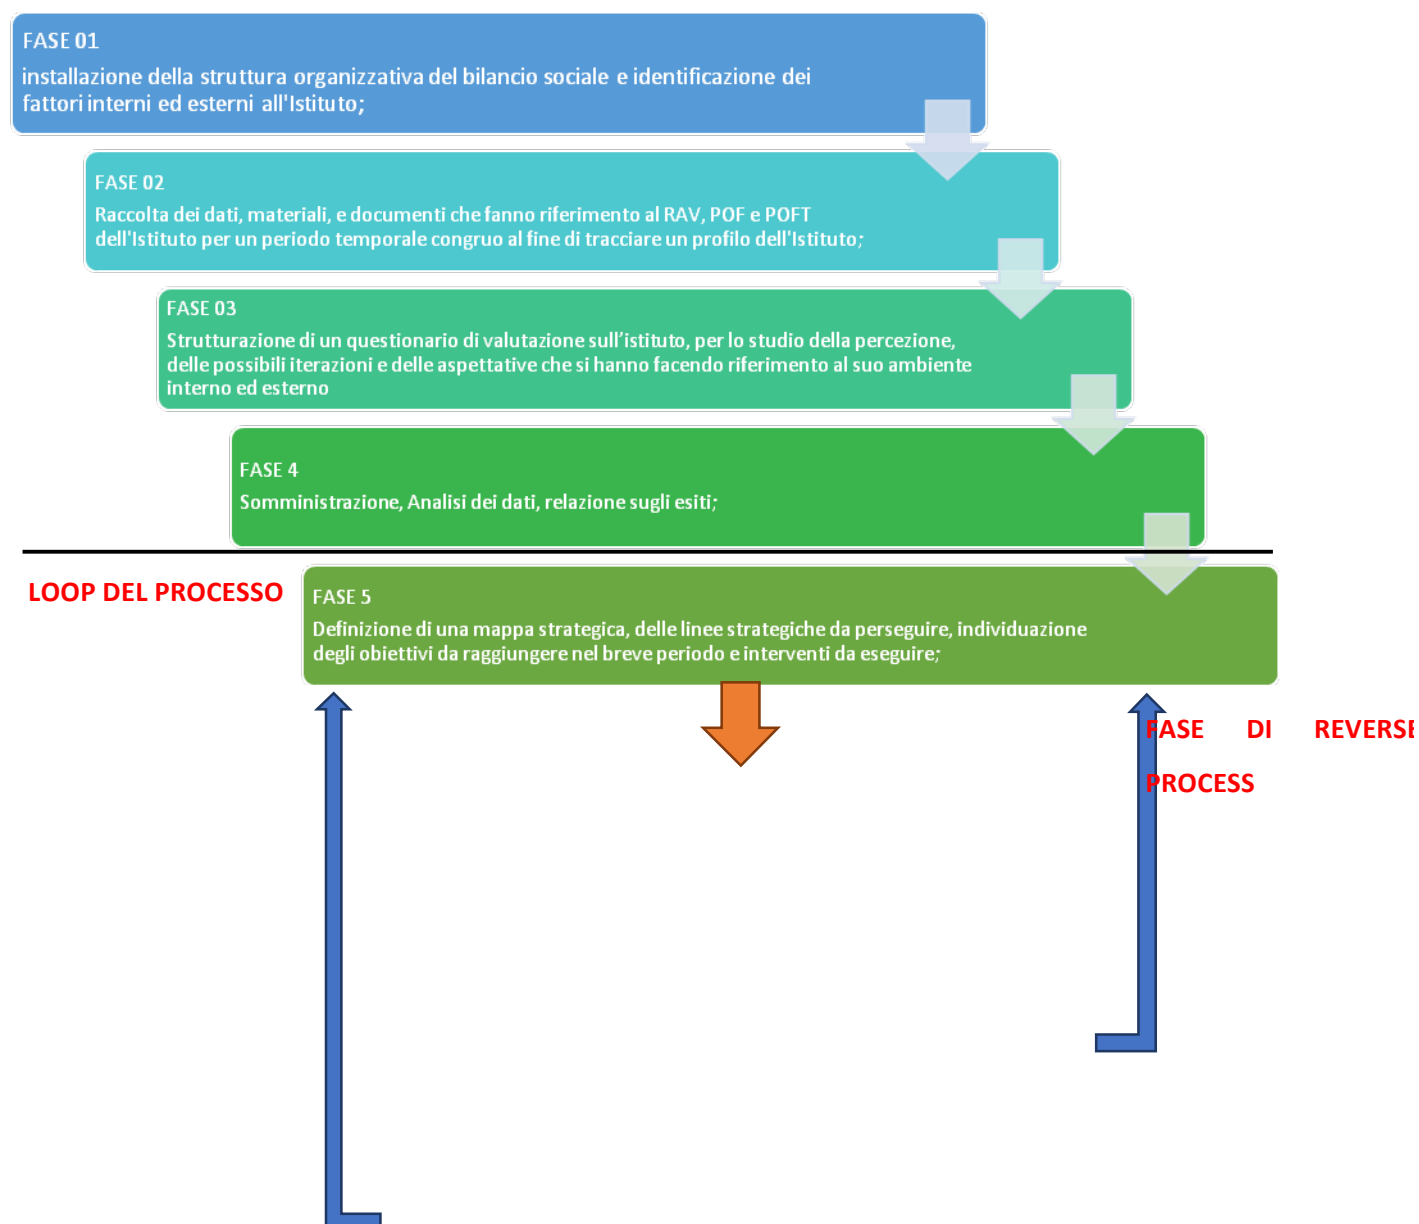 FASE 01
installazione della struttura organizzativa del bilancio sociale e identificazione dei
fattori interni ed esterni all'Istituto;
FASE 02
Raccolta dei dati, materiali, e documenti che fanno riferimento al RAV, POF e POFT
dell'Istituto per un periodo temporale congruo al fine di tracciare un profilo dell'Istituto;
FASE 03
Strutturazione di un questionario di valutazione sull’istituto, per lo studio della percezione,
delle possibili iterazioni e delle aspettative che si hanno facendo riferimento al suo ambiente
interno ed esterno
FASE 4
Somministrazione, Analisi dei dati, relazione sugli esiti;
LOOP DEL PROCESSO
FASE 5
Definizione di una mappa strategica, delle linee strategiche da perseguire, individuazione
degli obiettivi da raggiungere nel breve periodo e interventi da eseguire;
FASE DI REVERSE
PROCESS